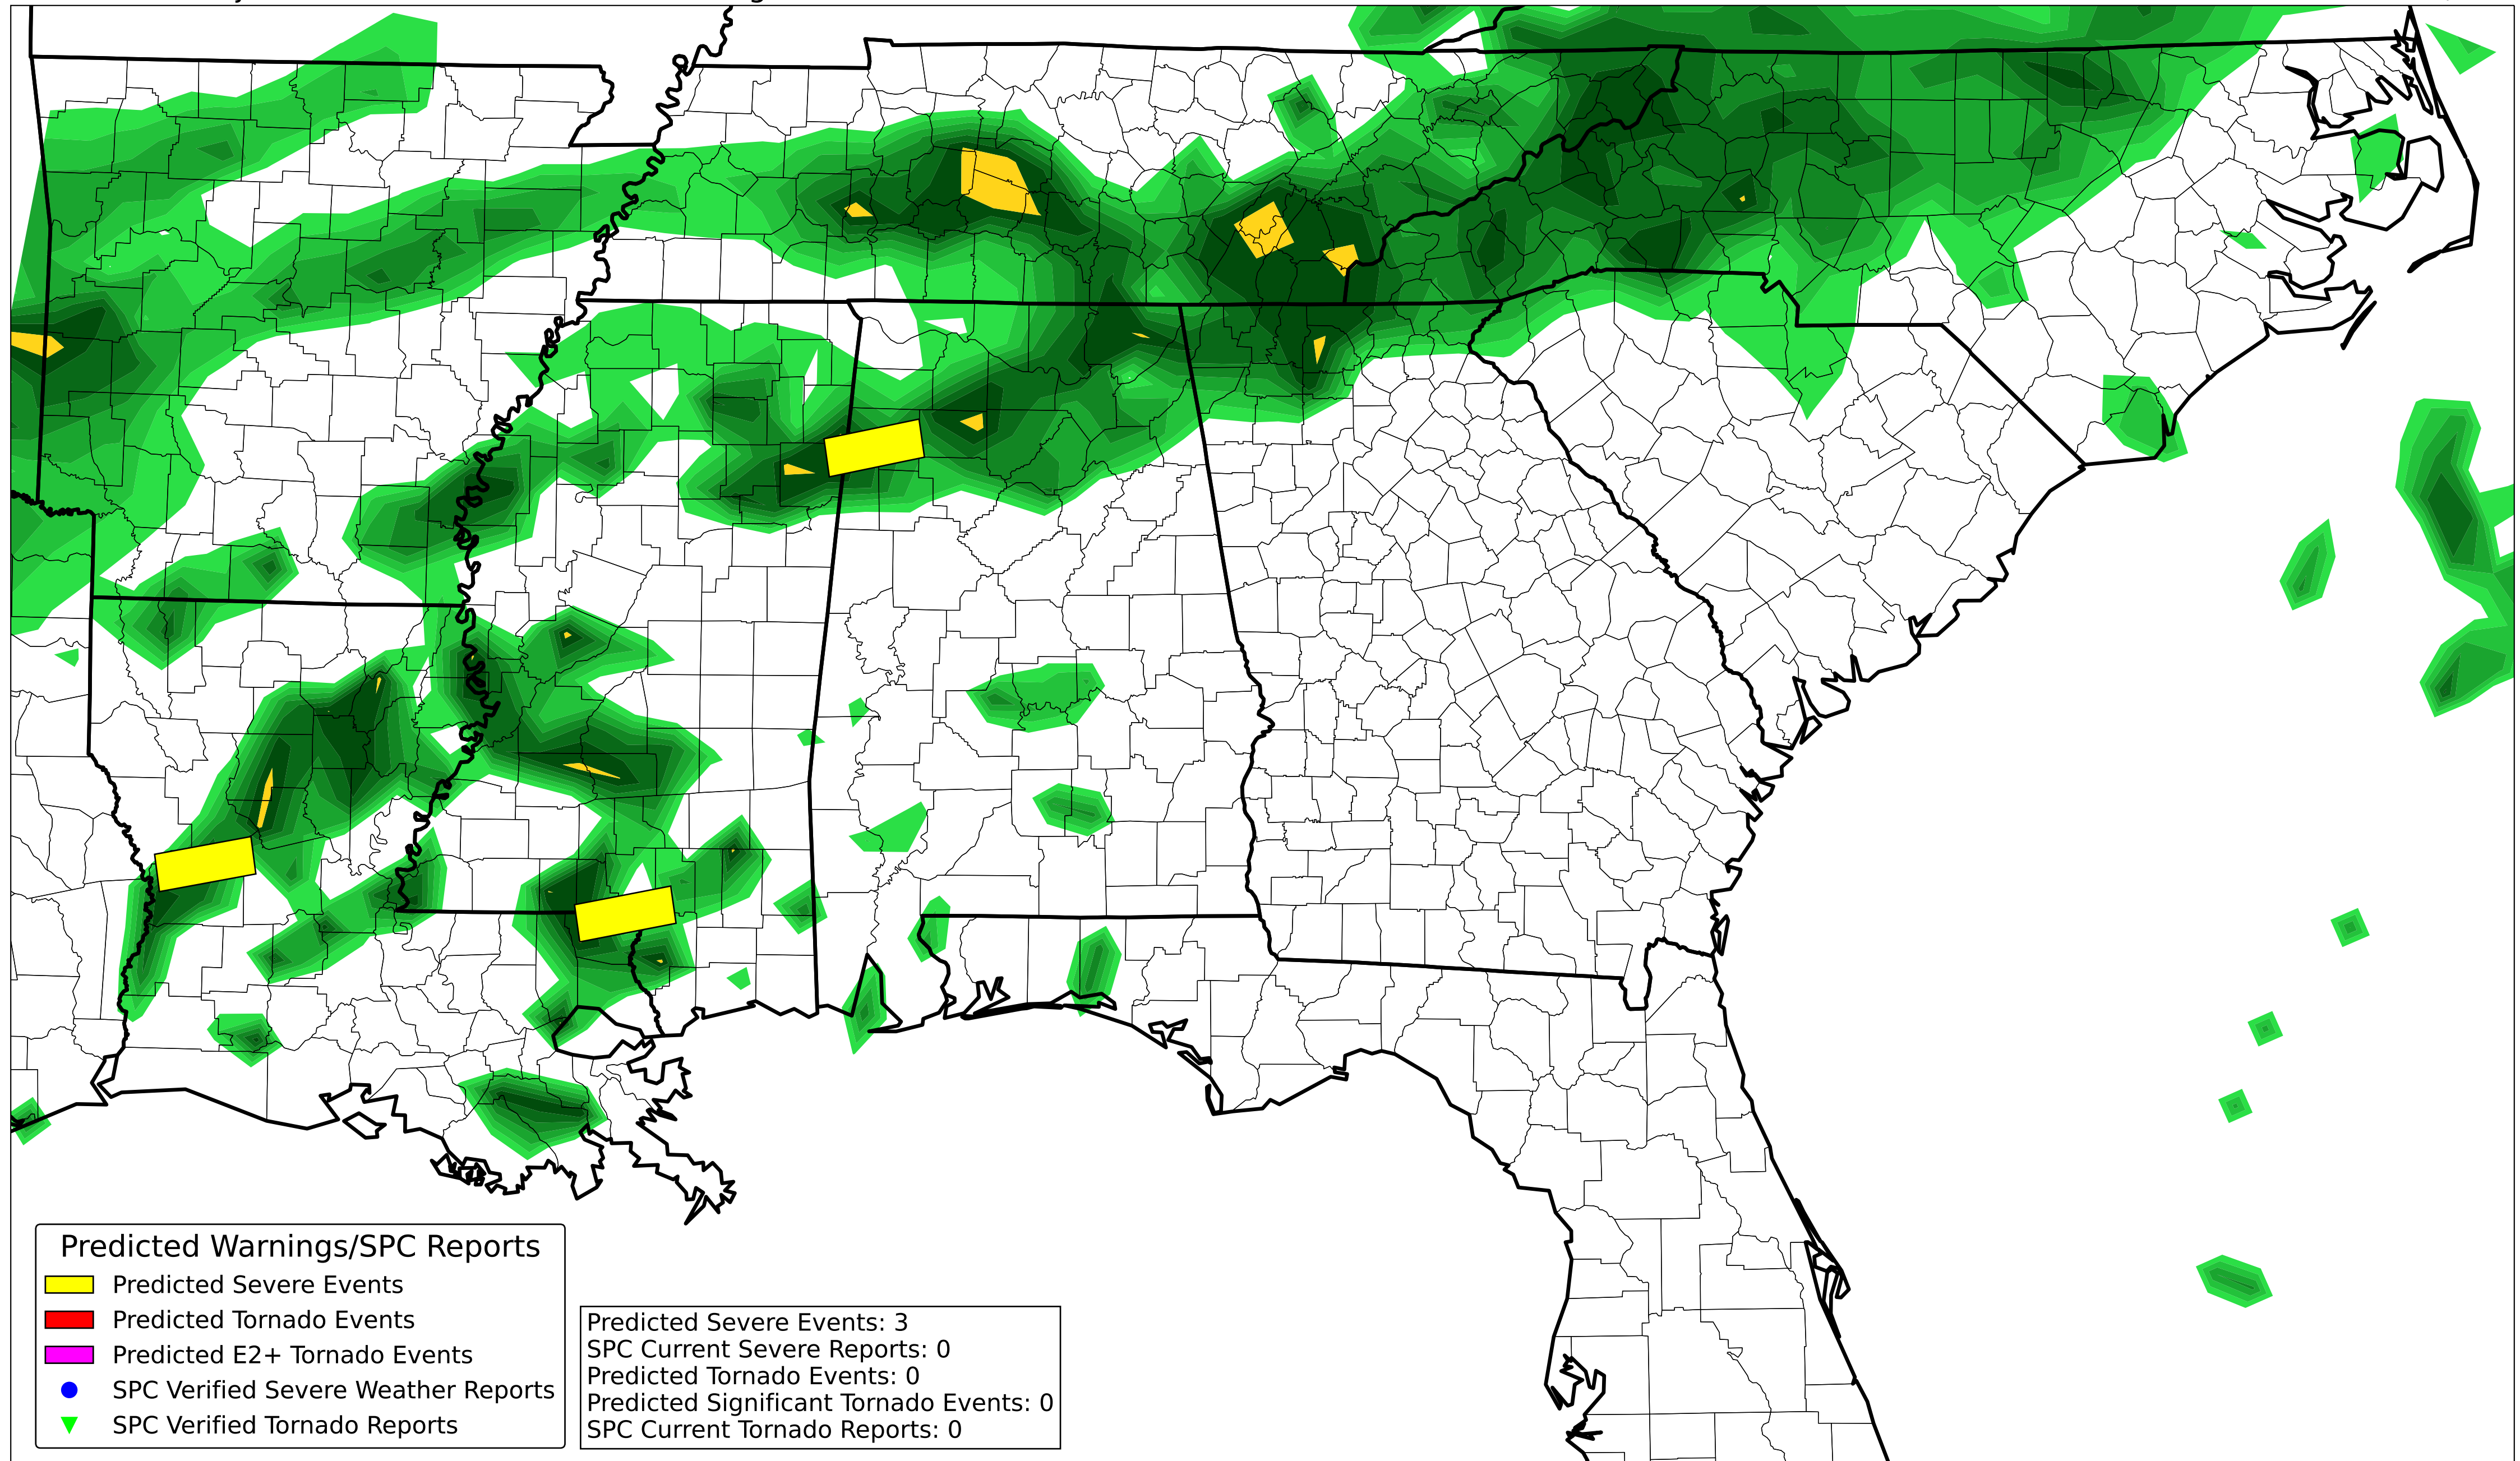 Predicted Warnings/SPC Reports
Predicted Severe Events
Predicted Tornado Events
Predicted E2+ Tornado Events
SPC Verified Severe Weather Reports
SPC Verified Tornado Reports
Predicted Severe Events: 3
SPC Current Severe Reports: 0
Predicted Tornado Events: 0
Predicted Significant Tornado Events: 0
SPC Current Tornado Reports: 0